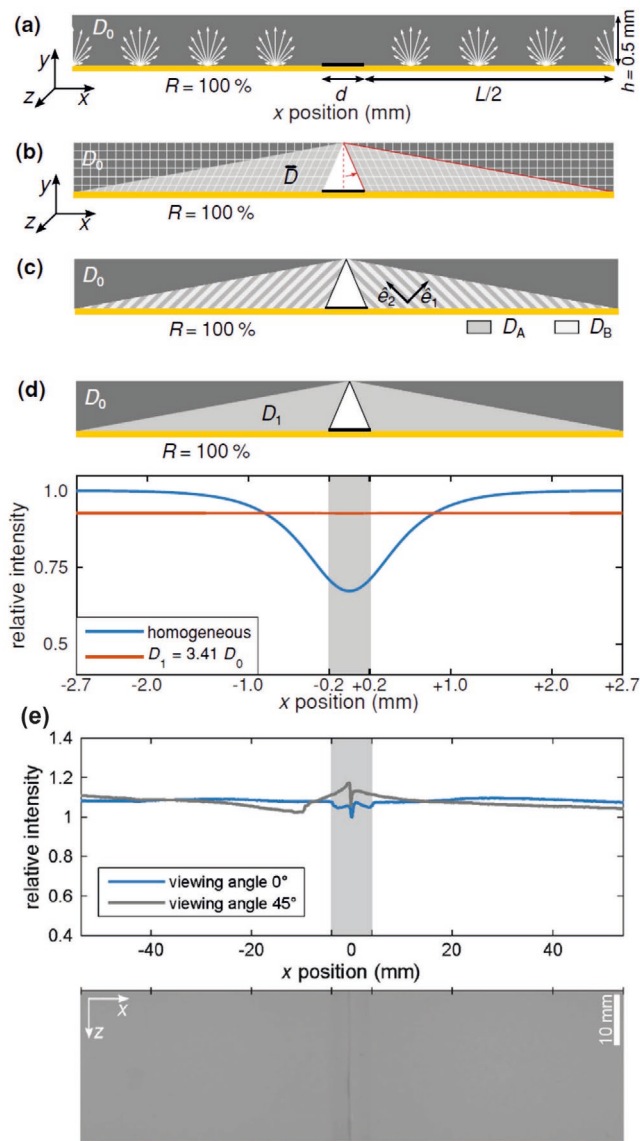 (a)
D₀
y
z x
R = 100 %
d
L/2
h = 0.5 mm
x position (mm)
(b)
D₀
D̄
y
z x
R = 100 %
(c)
D₀
ê₂ ê₁
R = 100 %
D_A D_B
(d)
D₀
D₁
R = 100 %
relative intensity
1.0
0.75
0.5
homogeneous
D₁ = 3.41 D₀
-2.7 -2.0 -1.0 -0.2 +0.2 +1.0 +2.0 +2.7
x position (mm)
(e)
relative intensity
1.4
1.2
1
0.8
0.6
0.4
viewing angle 0°
viewing angle 45°
-40 -20 0 20 40
x position (mm)
x
z
10 mm